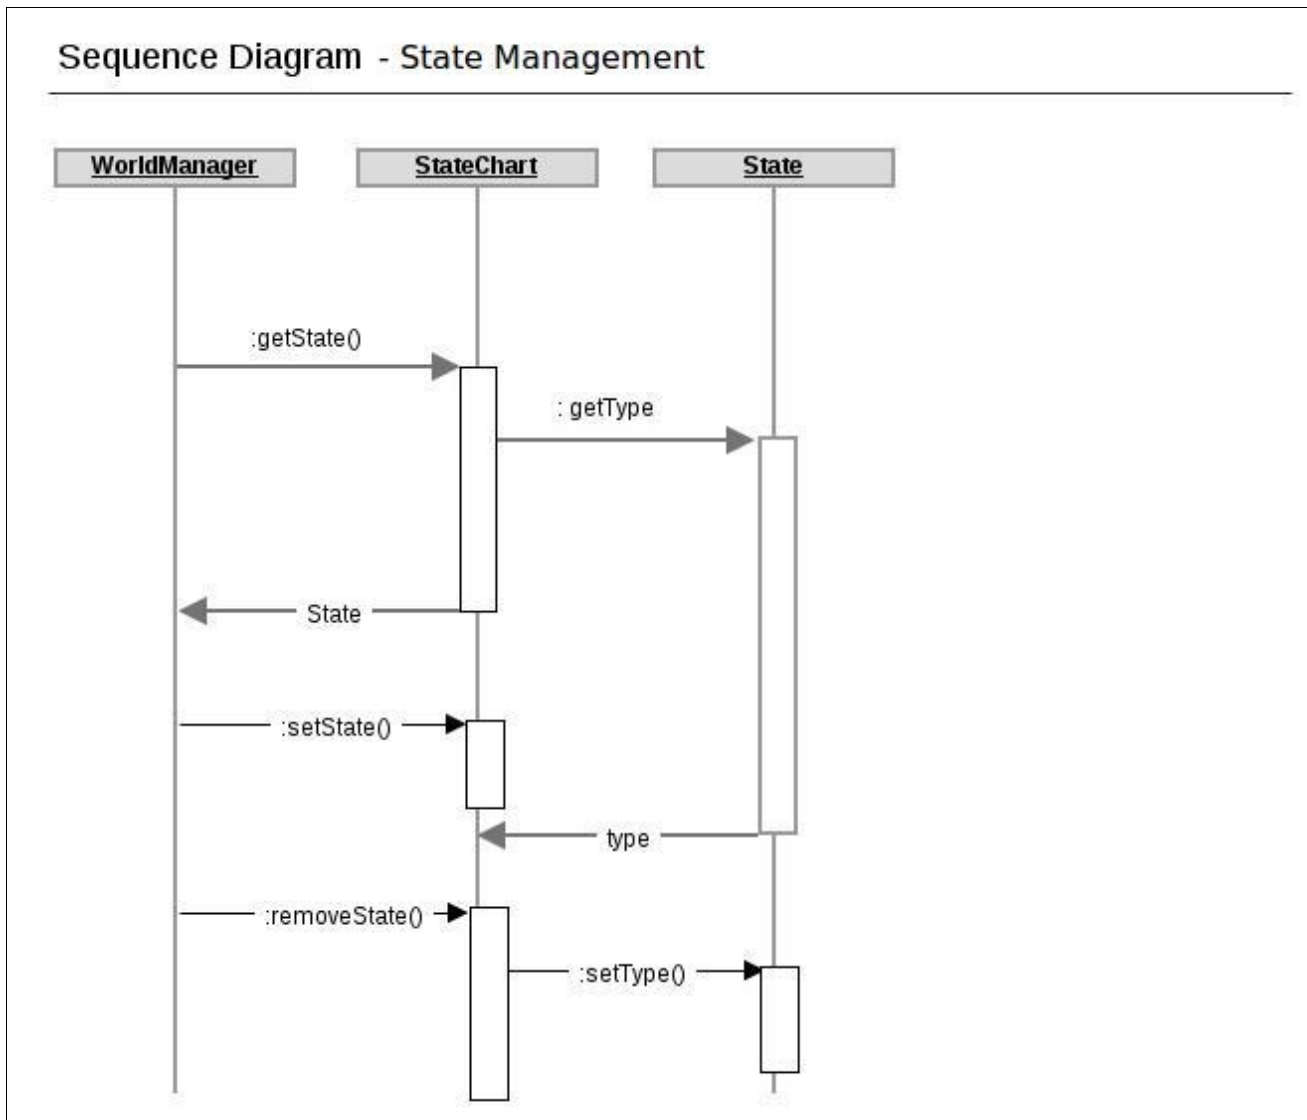 Sequence Diagram - State Management
WorldManager
StateChart
State
:getState()
: getType
State
:setState()
type
:removeState()
:setType()